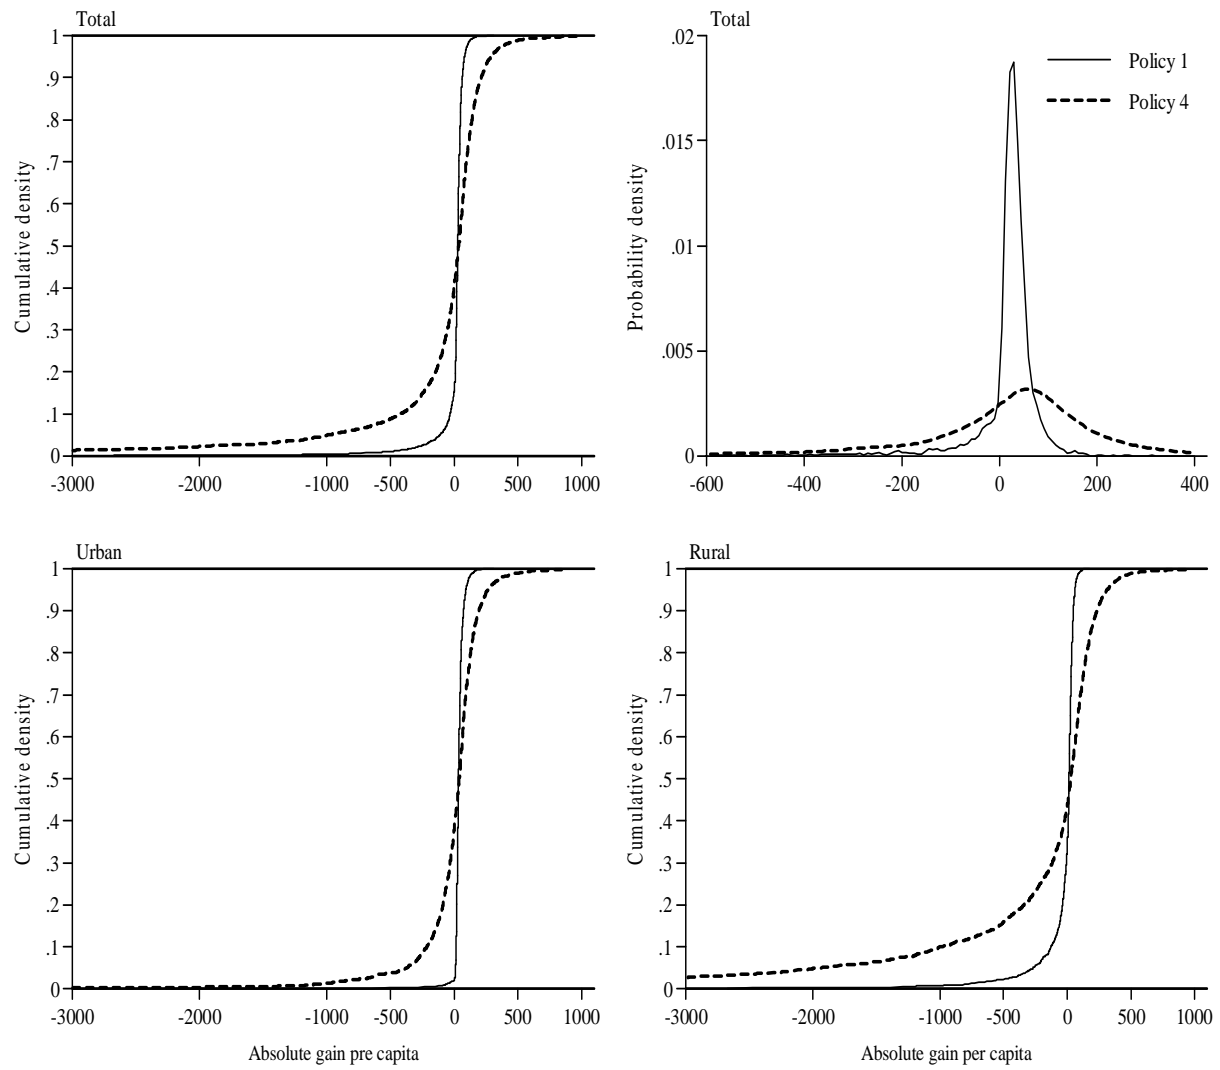 Total
1
.9
.8
.7
.6
.5
.4
.3
.2
.1
0
Cumulative density
-3000 -2000 -1000 -500 0 500 1000
Total
.02
.015
.01
.005
0
Probability density
Policy 1
Policy 4
-600 -400 -200 0 200 400
Urban
1
.9
.8
.7
.6
.5
.4
.3
.2
.1
0
Cumulative density
-3000 -2000 -1000 -500 0 500 1000
Absolute gain pre capita
Rural
1
.9
.8
.7
.6
.5
.4
.3
.2
.1
0
Cumulative density
-3000 -2000 -1000 -500 0 500 1000
Absolute gain per capita